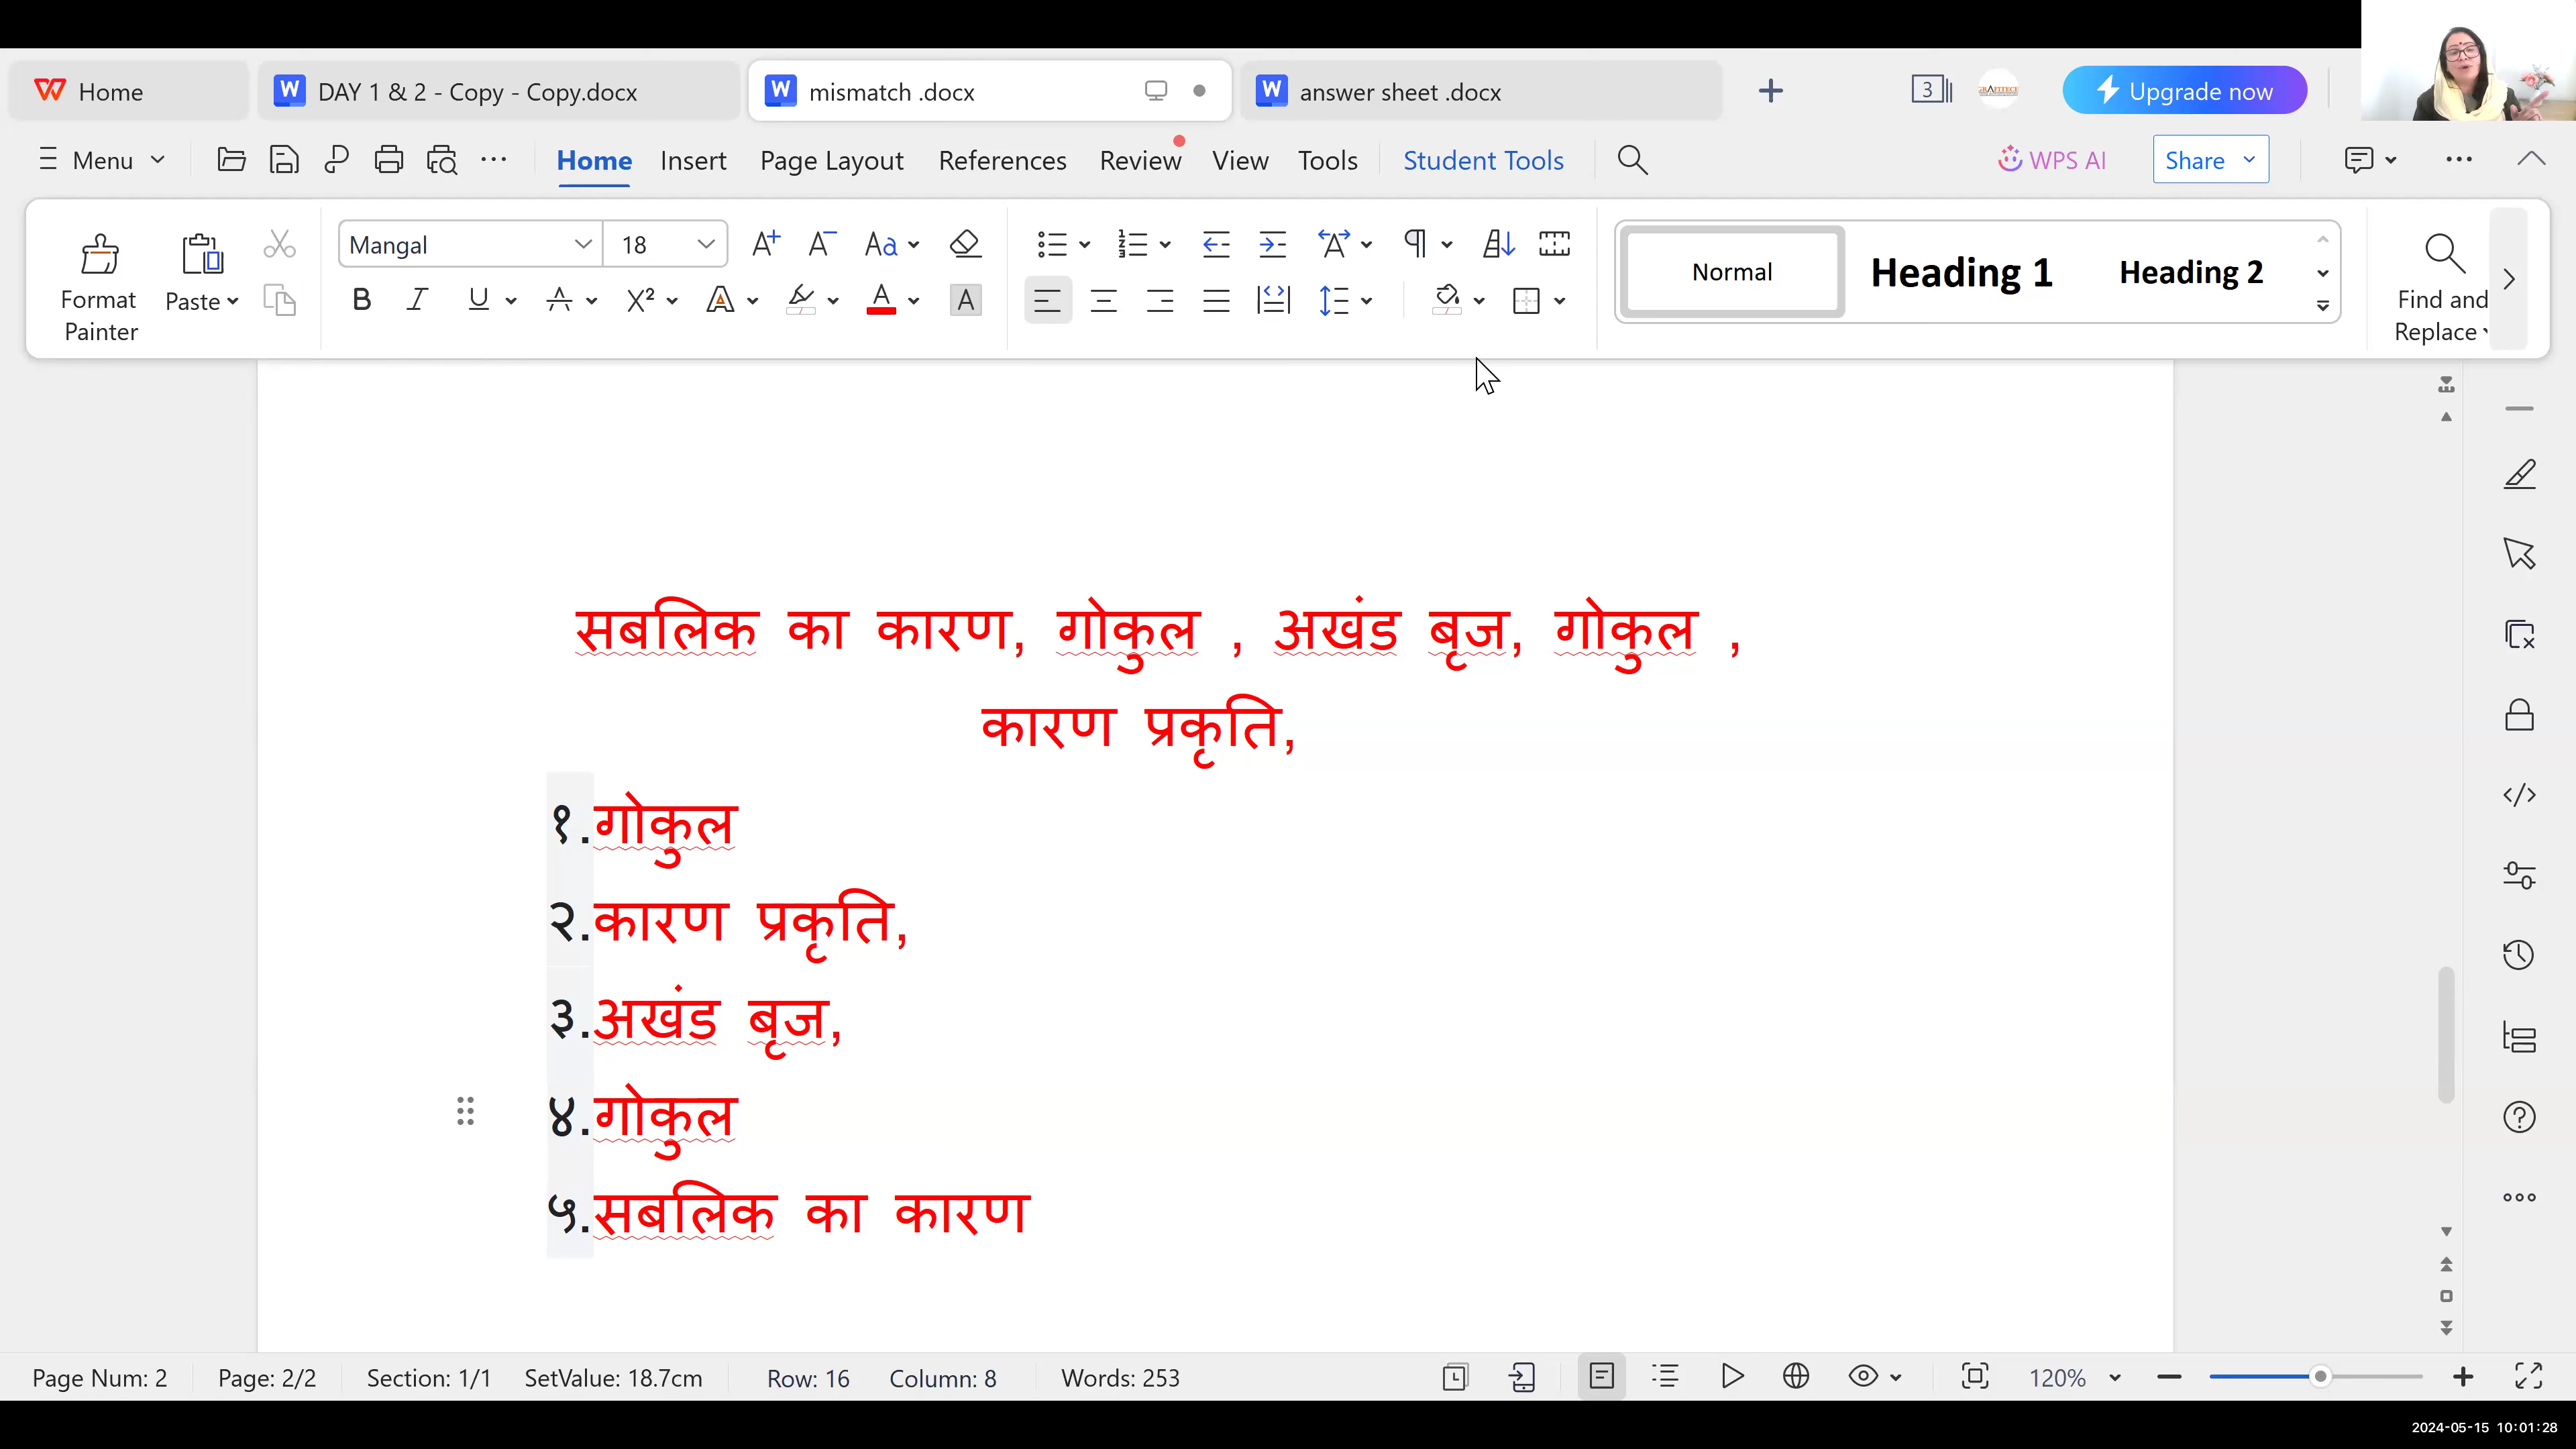 Home
DAY 1 & 2 - Copy - Copy.docx
mismatch .docx
answer sheet .docx
3
Upgrade now
Menu
Home Insert Page Layout References Review View Tools Student Tools
WPS AI
Share
Format Painter
Paste
Mangal
18
Normal
Heading 1
Heading 2
Find and Replace
सबलिक का कारण, गोकुल , अखंड बृज, गोकुल ,
कारण प्रकृति,
१.गोकुल
२.कारण प्रकृति,
३.अखंड बृज,
४.गोकुल
५.सबलिक का कारण
Page Num: 2 Page: 2/2 Section: 1/1 SetValue: 18.7cm Row: 16 Column: 8 Words: 253
120%
2024-05-15 10:01:28